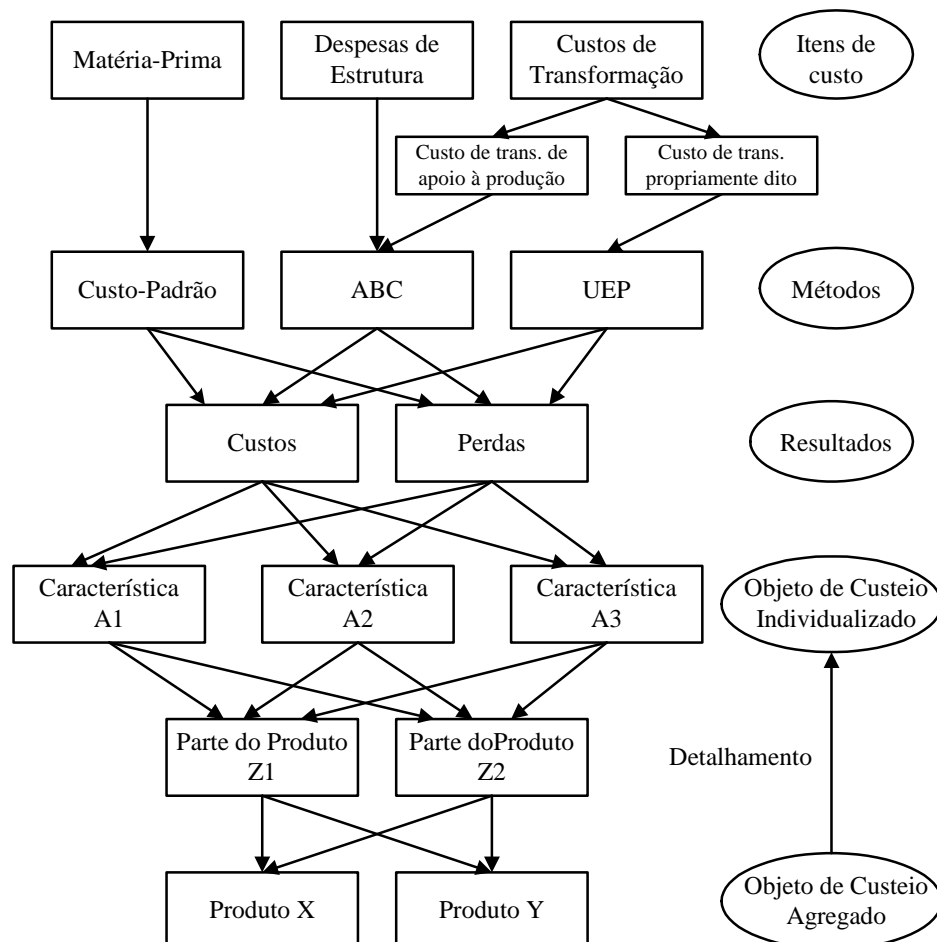 Matéria-Prima
Despesas de
Estrutura
Custos de
Transformação
Itens de
custo
Custo de trans. de
apoio à produção
Custo de trans.
propriamente dito
Custo-Padrão
ABC
UEP
Métodos
Custos
Perdas
Resultados
Característica
A1
Característica
A2
Característica
A3
Objeto de Custeio
Individualizado
Parte do Produto
Z1
Parte doProduto
Z2
Detalhamento
Produto X
Produto Y
Objeto de Custeio
Agregado